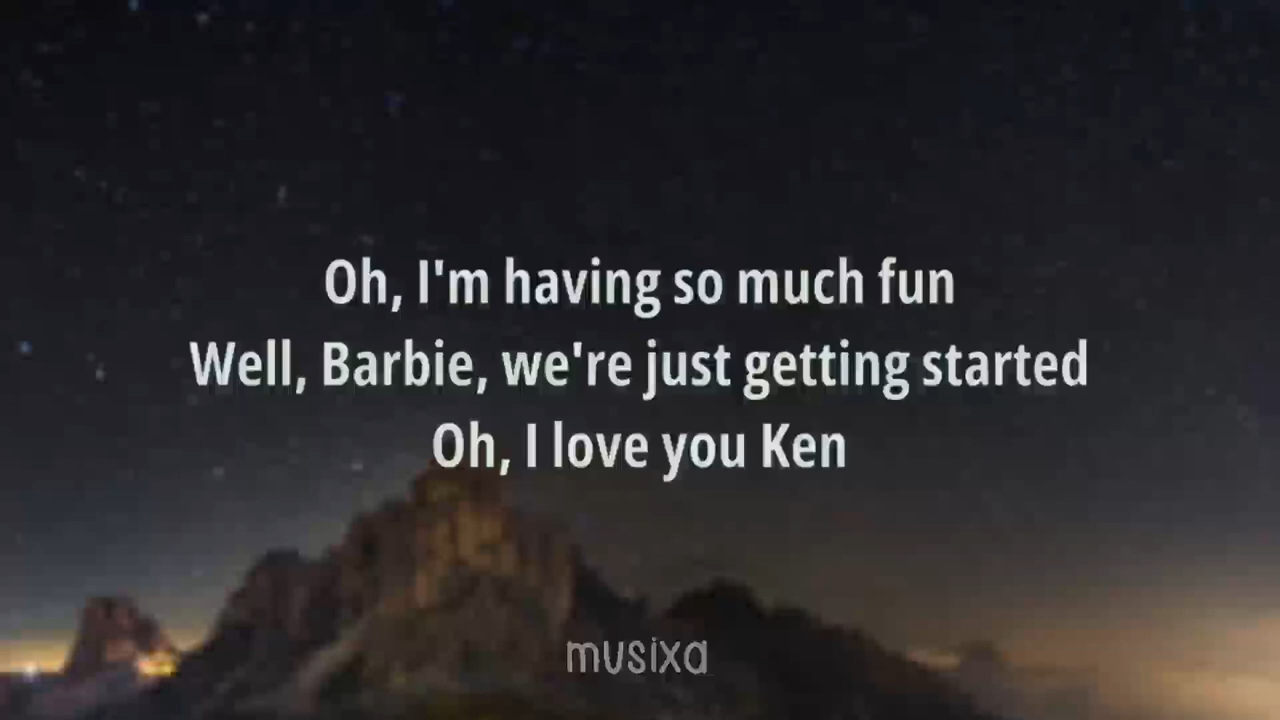 Oh, I'm having so much fun
Well, Barbie, we're just getting started
Oh, I love you Ken
musixa